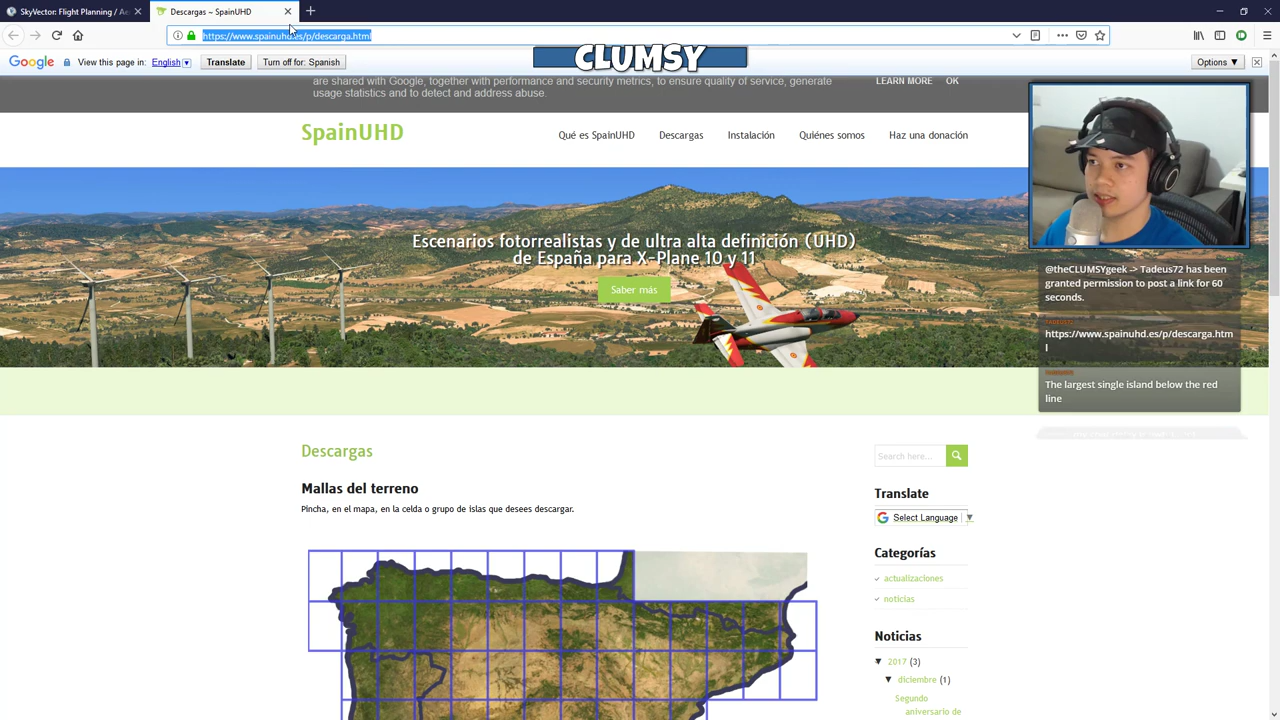 SkyVector: Flight Planning / Ae
Descargas ~ SpainUHD
https://www.spainuhd.es/p/descarga.html
CLUMSY
Google
View this page in:
English
Translate
Turn off for: Spanish
Options ▼
are shared with Google, together with performance and security metrics, to ensure quality of service, generate
usage statistics and to detect and address abuse.
LEARN MORE OK
SpainUHD
Qué es SpainUHD
Descargas
Instalación
Quiénes somos
Haz una donación
Escenarios fotorrealistas y de ultra alta definición (UHD)
de España para X-Plane 10 y 11
Saber más
@theCLUMSYgeek -> Tadeus72 has been
granted permission to post a link for 60
seconds.
https://www.spainuhd.es/p/descarga.htm
l
The largest single island below the red
line
Descargas
Mallas del terreno
Pincha, en el mapa, en la celda o grupo de islas que desees descargar.
Search here...
Translate
Select Language ▼
Categorías
actualizaciones
noticias
Noticias
▼ 2017 (3)
▼ diciembre (1)
Segundo
aniversario de